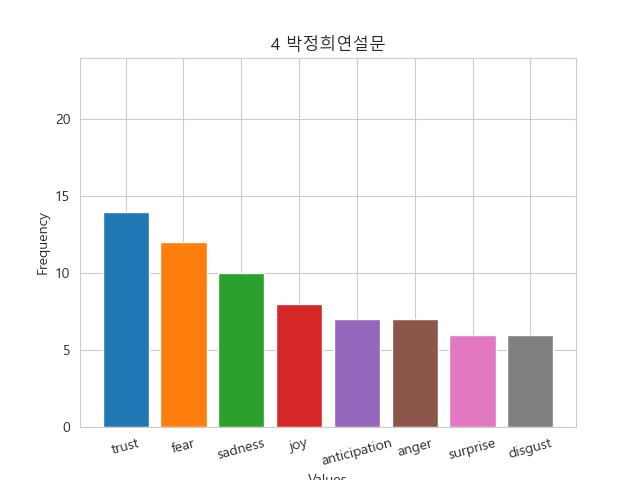 4 박정희연설문
Frequency
20
15
10
5
0
trust fear sadness joy anticipation anger surprise disgust
Values